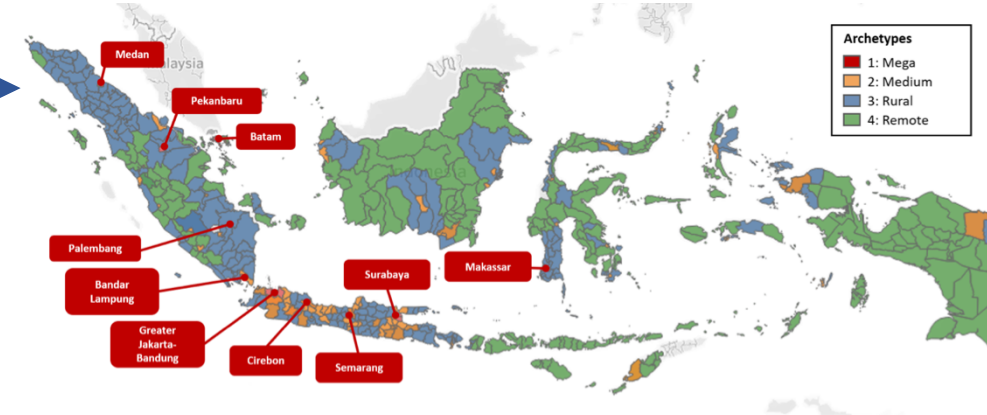 Medan
alaysia
Pekanbaru
Batam
Archetypes
1: Mega
2: Medium
3: Rural
4: Remote
Palembang
Bandar
Lampung
Greater
Jakarta-
Bandung
Cirebon
Semarang
Surabaya
Makassar